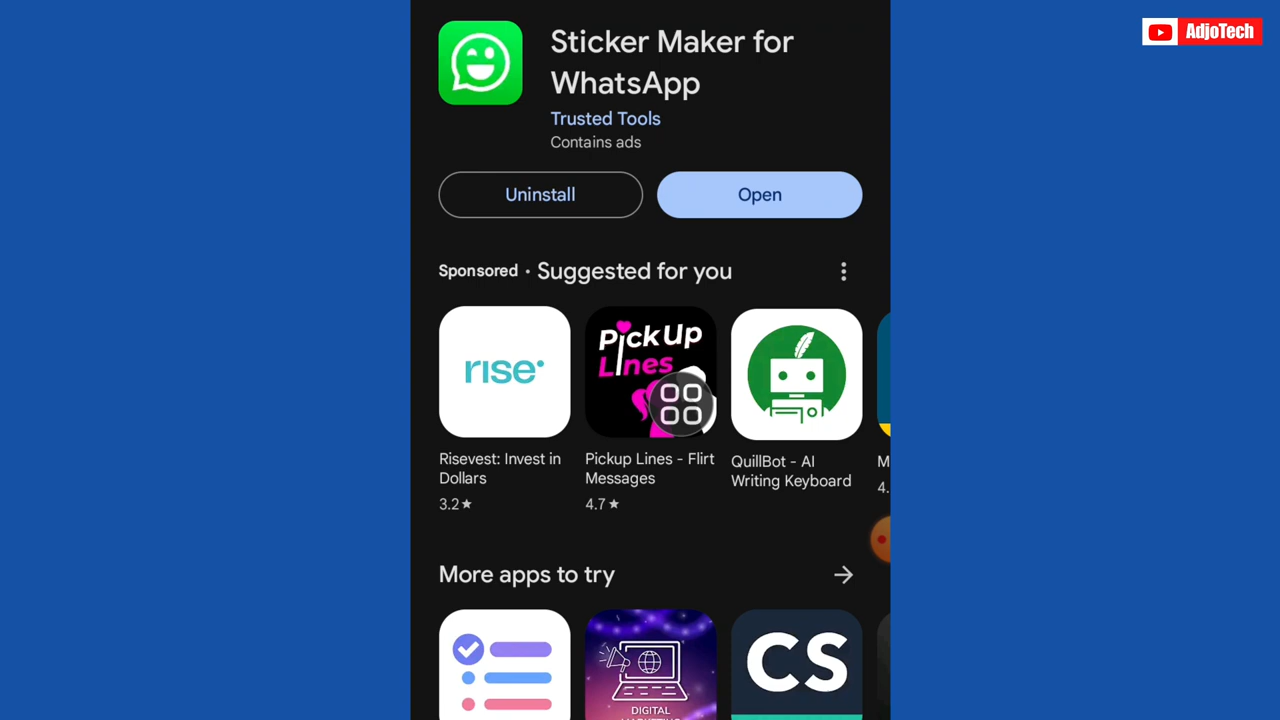 AdjoTech
Sticker Maker for
WhatsApp
Trusted Tools
Contains ads
Uninstall
Open
Sponsored • Suggested for you
rise
PickUp
Lines
Risevest: Invest in
Dollars
3.2★
Pickup Lines - Flirt
Messages
4.7★
QuillBot - AI
Writing Keyboard
M
4.
More apps to try
DIGITAL
CS